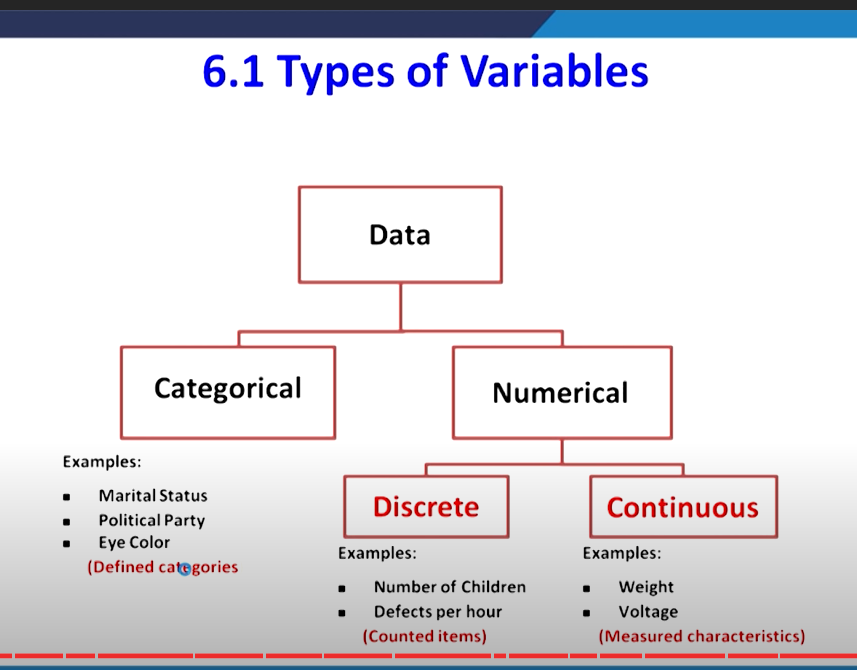 6.1 Types of Variables
Data
Categorical
Numerical
Examples:
▪ Marital Status
▪ Political Party
▪ Eye Color
(Defined categories
Discrete
Examples:
▪ Number of Children
▪ Defects per hour
(Counted items)
Continuous
Examples:
▪ Weight
▪ Voltage
(Measured characteristics)